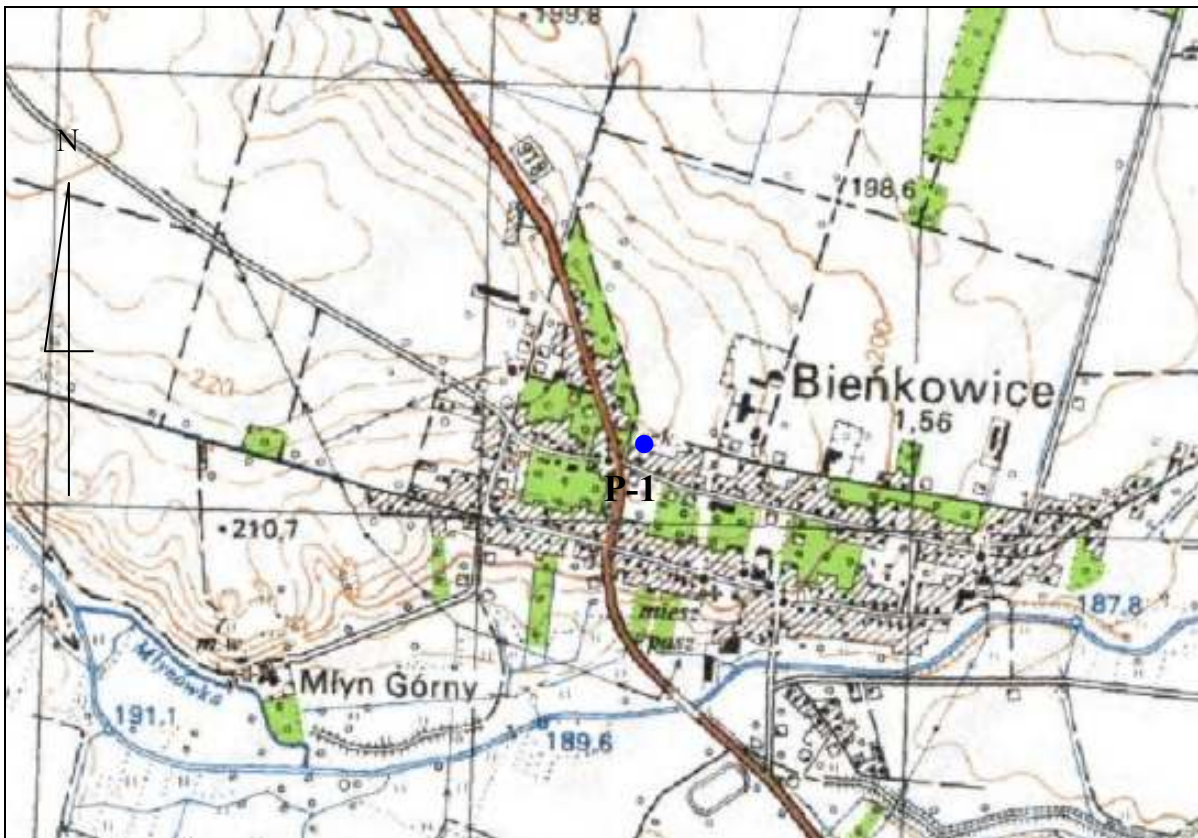 199,8
N
918
198,6
200
220
Bieńkowice
1,56
P-1
210,7
miesz
pasz
187.8
m w
Młynówka
Młyn Górny
191.1
189,6